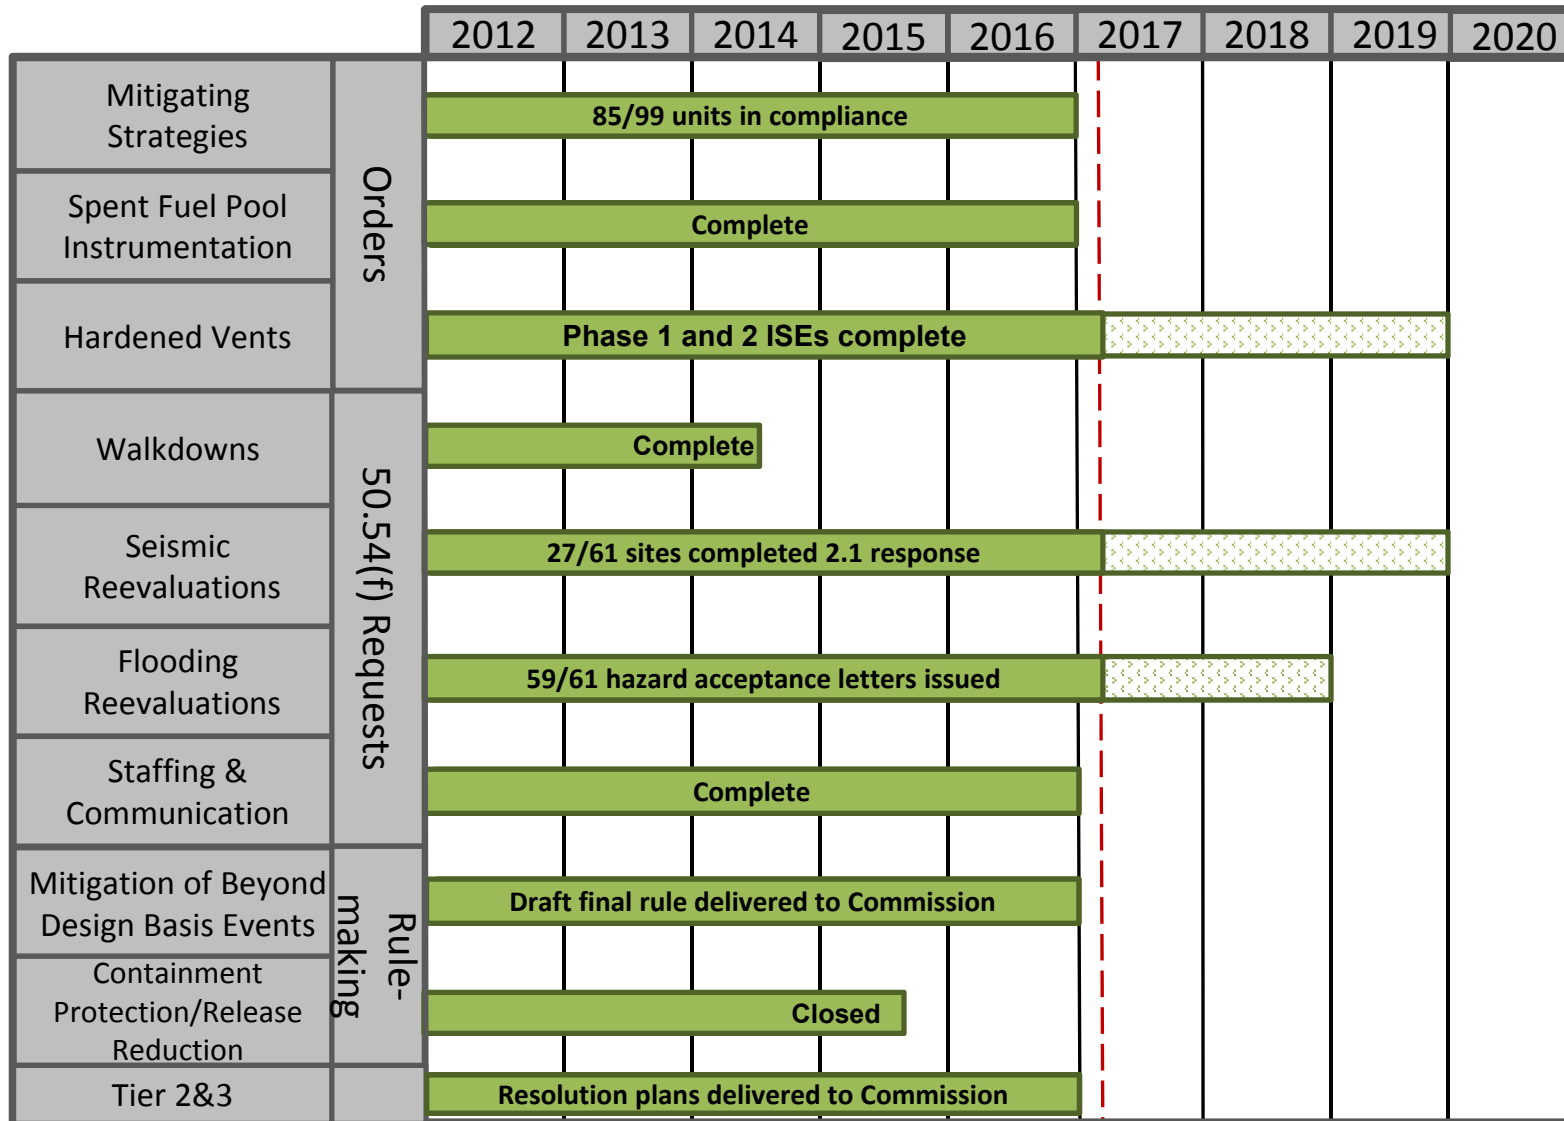 2012 2013 2014 2015 2016 2017 2018 2019 2020
Mitigating
Strategies
85/99 units in compliance
Spent Fuel Pool
Instrumentation
Complete
Hardened Vents
Phase 1 and 2 ISEs complete
Orders
Walkdowns
Complete
Seismic
Reevaluations
27/61 sites completed 2.1 response
Flooding
Reevaluations
59/61 hazard acceptance letters issued
Staffing &
Communication
Complete
50.54(f) Requests
Mitigation of Beyond
Design Basis Events
Draft final rule delivered to Commission
Containment
Protection/Release
Reduction
Closed
Rule-
making
Tier 2&3
Resolution plans delivered to Commission